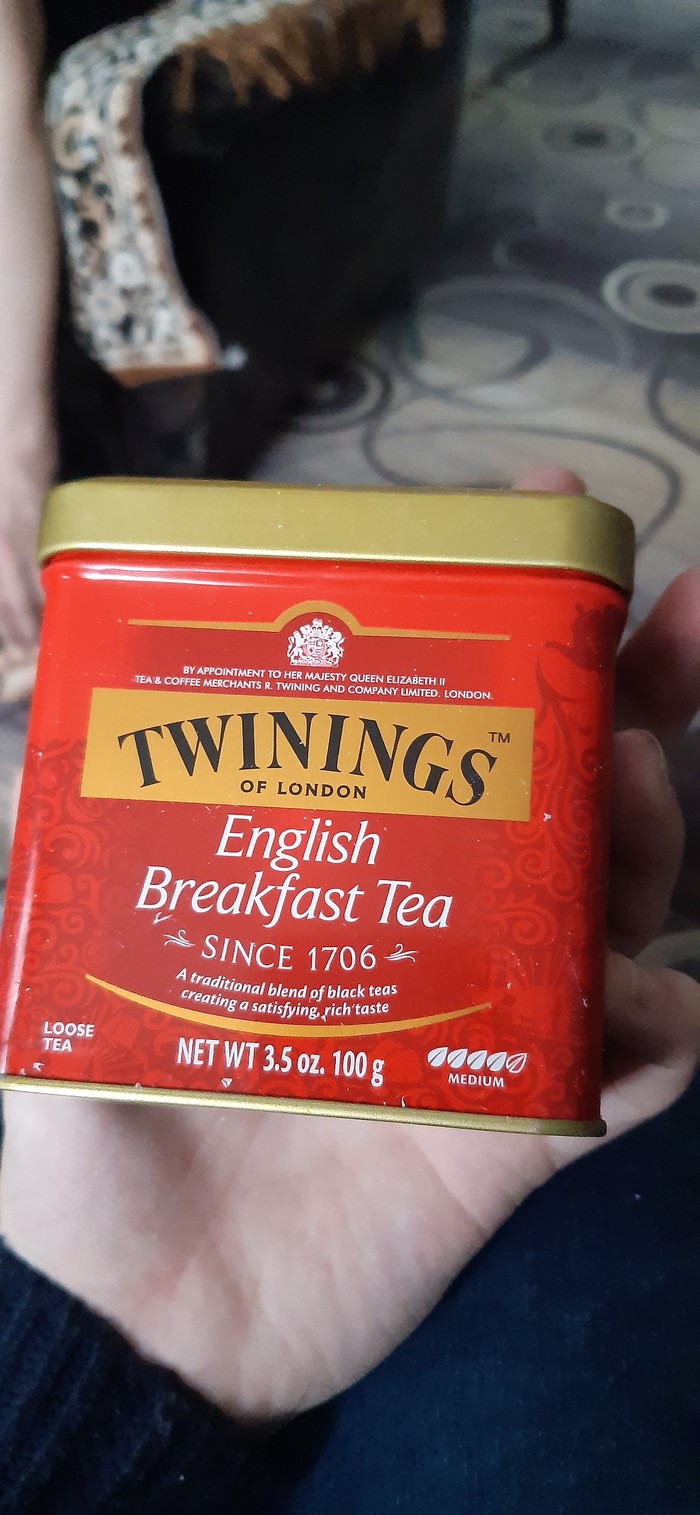 BY APPOINTMENT TO HER MAJESTY QUEEN ELIZABETH II
TEA & COFFEE MERCHANTS R. TWINING AND COMPANY LIMITED. LONDON.
TWININGS™
OF LONDON
English
Breakfast Tea
SINCE 1706
A traditional blend of black teas
creating a satisfying, rich taste
LOOSE
TEA
NET WT 3.5 oz. 100 g
MEDIUM